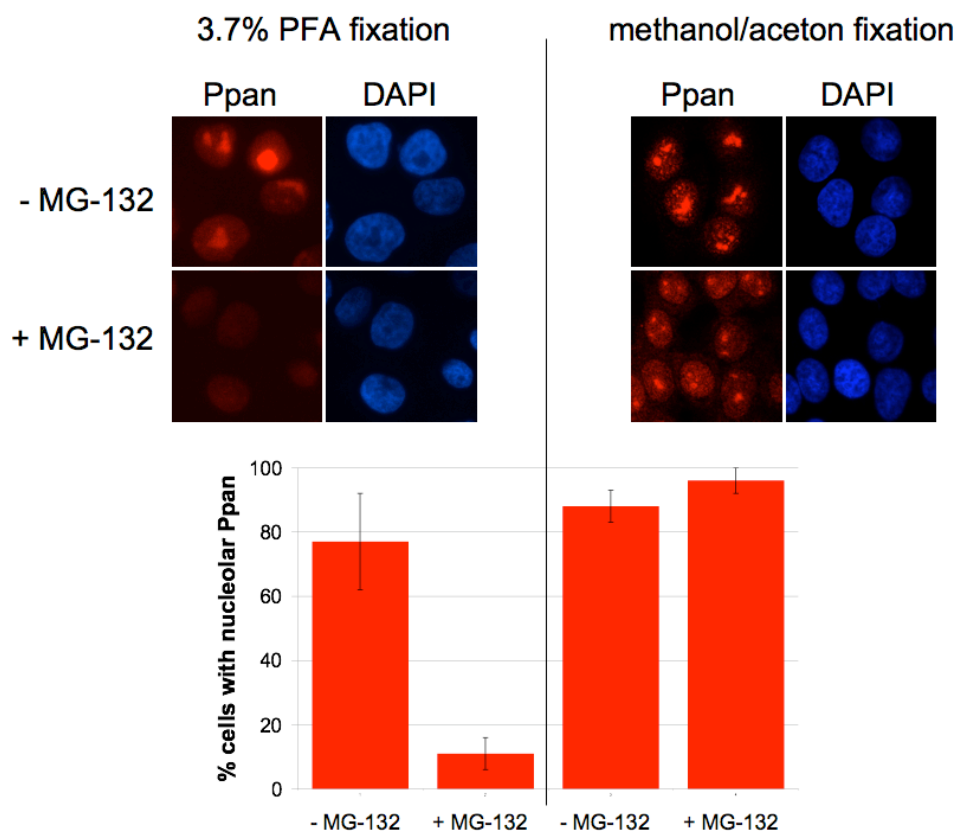 3.7% PFA fixation
methanol/aceton fixation
Ppan DAPI
Ppan DAPI
- MG-132
+ MG-132
% cells with nucleolar Ppan
100
80
60
40
20
0
- MG-132 + MG-132 - MG-132 + MG-132